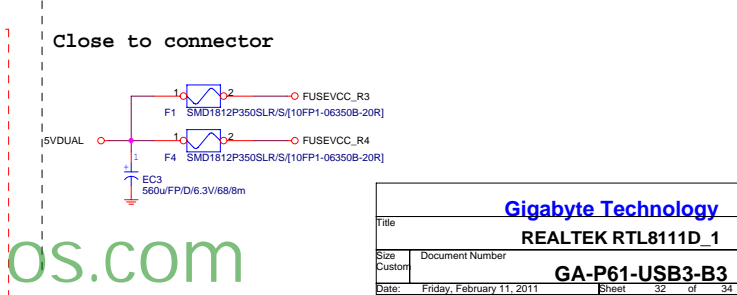 Close to connector
1 2 FUSEVCC_R3
F1 SMD1812P350SLR/S/[10FP1-06350B-20R]
5VDUAL 1 2 FUSEVCC_R4
F4 SMD1812P350SLR/S/[10FP1-06350B-20R]
1
+
EC3
560u/FP/D/6.3V/68/8m
os.com
Gigabyte Technology
Title
REALTEK RTL8111D_1
Size Document Number
Custom
GA-P61-USB3-B3
Date: Friday, February 11, 2011 Sheet 32 of 34